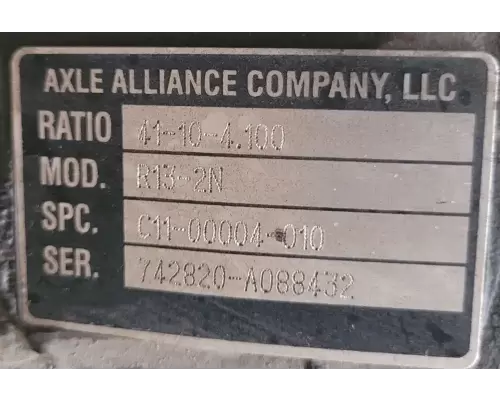 AXLE ALLIANCE COMPANY, LLC
RATIO 41-10-4.100
MOD. R13-2N
SPC. C11-00004-010
SER. 742820-A088432